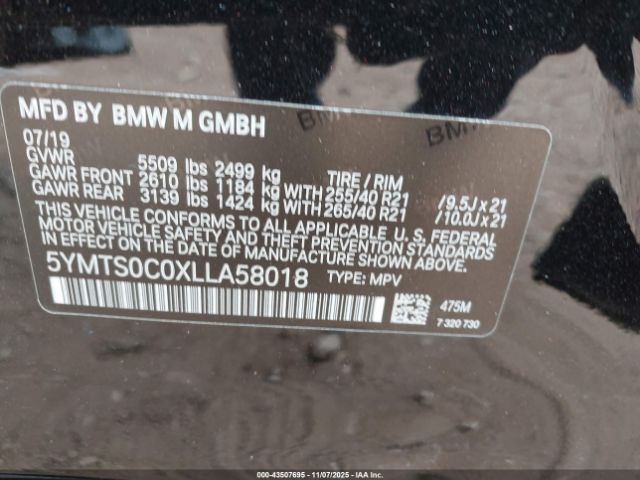 MFD BY BMW M GMBH
07/19
GVWR 5509 lbs 2499 kg TIRE / RIM
GAWR FRONT 2610 lbs 1184 kg WITH 255/40 R21 /9.5J x 21
GAWR REAR 3139 lbs 1424 kg WITH 265/40 R21 /10.0J x 21
THIS VEHICLE CONFORMS TO ALL APPLICABLE U. S. FEDERAL
MOTOR VEHICLE SAFETY AND THEFT PREVENTION STANDARDS
IN EFFECT ON THE DATE OF MANUFACTURE SHOWN ABOVE.
5YMTS0C0XLLA58018 TYPE: MPV
475M
7 320 730
000-43507695 - 11/07/2025 - IAAI.COM